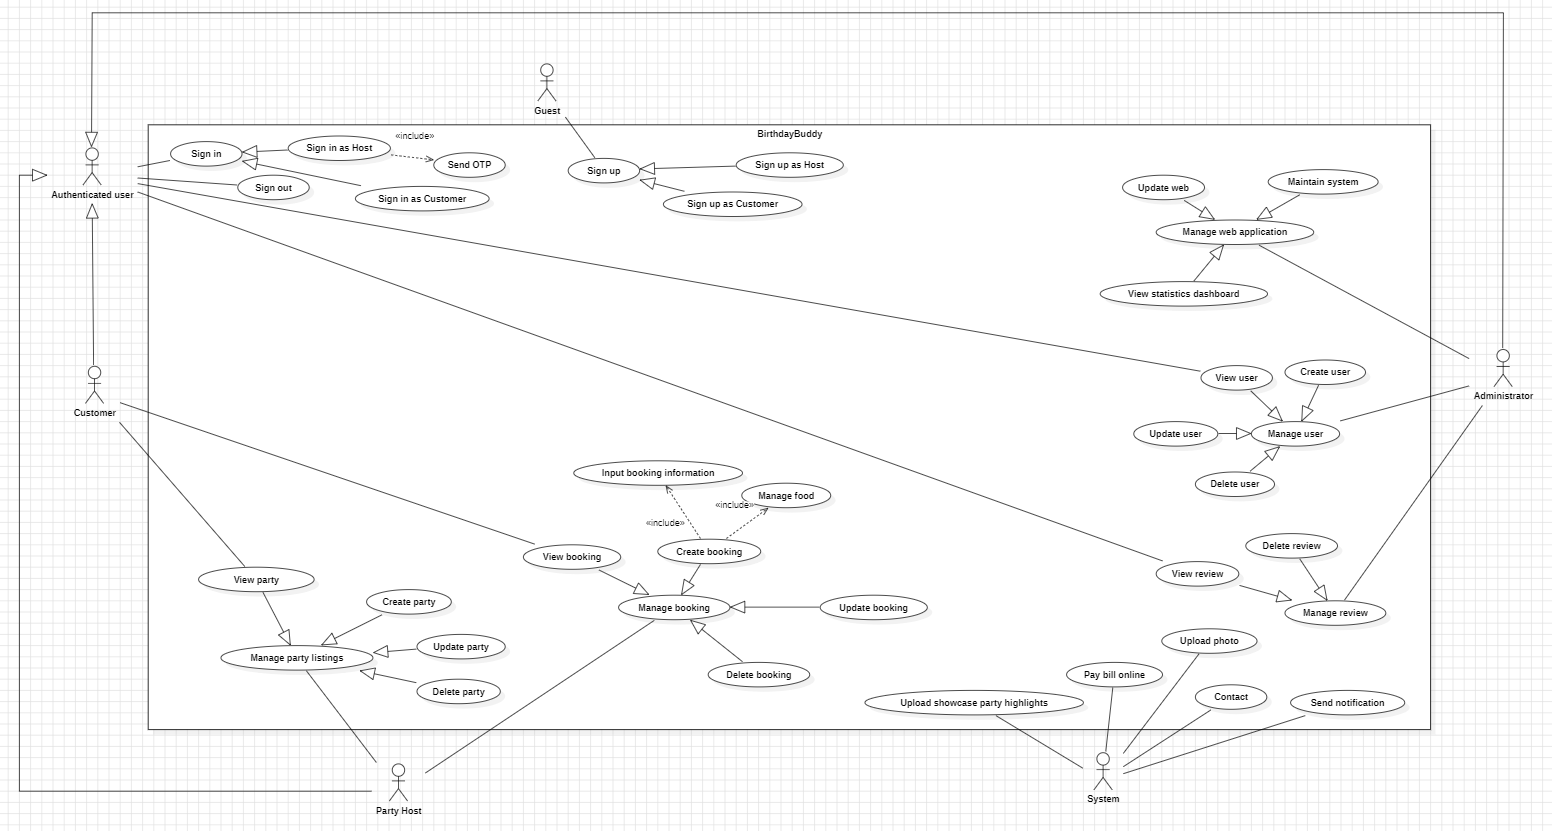 Guest
BirthdayBuddy
«include»
Sign in
Sign in as Host
Send OTP
Sign up
Sign up as Host
Authenticated user
Sign out
Sign in as Customer
Sign up as Customer
Update web
Maintain system
Manage web application
View statistics dashboard
View user
Create user
Administrator
Customer
Update user
Manage user
Input booking information
Manage food
Delete user
«include»
«include»
View booking
Create booking
Delete review
View review
View party
Create party
Manage booking
Update booking
Manage review
Manage party listings
Update party
Upload photo
Delete party
Delete booking
Pay bill online
Upload showcase party highlights
Contact
Send notification
Party Host
System